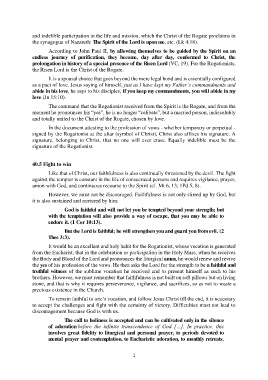 and indelible participation in the life and mission, which the Christ of the Rogate proclaims in
the synagogue of Nazareth: The Spirit of the Lord is upon me, etc. (Lk 4:18).
According to John Paul II, by allowing themselves to be guided by the Spirit on an
endless journey of purification, they become, day after day, conformed to Christ, the
prolongation in history of a special presence of the Risen Lord (VC, 19). For the Rogationists,
the Risen Lord is the Christ of the Rogate.
It is a spousal choice that goes beyond the mere legal bond and is essentially configured
as a pact of love, Jesus saying of himself, just as I have kept my Father's commandments and
abide in his love, he says to his disciples, if you keep my commandments, you will abide in my
love (Jn 15:10).
The command that the Rogationist received from the Spirit is the Rogate, and from the
moment he pronounces his "yes", he is no longer "celibate", but a married person, indissolubly
and totally united to the Christ of the Rogate, chosen by love.
In the document attesting to the profession of vows - whether temporary or perpetual -
signed by the Rogationist at the altar (symbol of Christ), Christ also affixes his signature. A
signature, belonging to Christ, that no one will ever erase. Equally indelible must be the
signature of the Rogationist.
40.5 Fight to win
Like that of Christ, our faithfulness is also continually threatened by the devil. The fight
against the tempter is constant in the life of consecrated persons and requires vigilance, prayer,
union with God, and continuous recourse to the Spirit (cf. Mt 6, 13; 1Pd 5, 8).
However, we must not be discouraged. Faithfulness is not only stirred up by God, but
it is also sustained and nurtured by him:
God is faithful and will not let you be tempted beyond your strength; but
with the temptation will also provide a way of escape, that you may be able to
endure it. (1 Cor 10:13).
But the Lord is faithful; he will strengthen you and guard you from evil. (2
Thes 3:3).
It would be an excellent and holy habit for the Rogationist, whose vocation is generated
from the Eucharist, that in the celebration or participation in the Holy Mass, when he receives
the Body and Blood of the Lord and pronounces the liturgical amen, he would renew and revive
the yes of his profession of the vows. He then asks the Lord for the strength to be a faithful and
truthful witness of the sublime vocation he received and to present himself as such to his
brothers. However, we must remember that faithfulness is not built on soft pillows but on living
stone, and that is why it requires perseverance, vigilance, and sacrifices, so as not to waste a
precious existence in the Church.
To remain faithful to one's vocation, and follow Jesus Christ till the end, it is necessary
to accept the challenges and fight with the certainty of victory. Difficulties must not lead to
discouragement because God is with us.
The call to holiness is accepted and can be cultivated only in the silence
of adoration before the infinite transcendence of God [...]. In practice, this
involves great fidelity to liturgical and personal prayer, to periods devoted to
mental prayer and contemplation, to Eucharistic adoration, to monthly retreats,